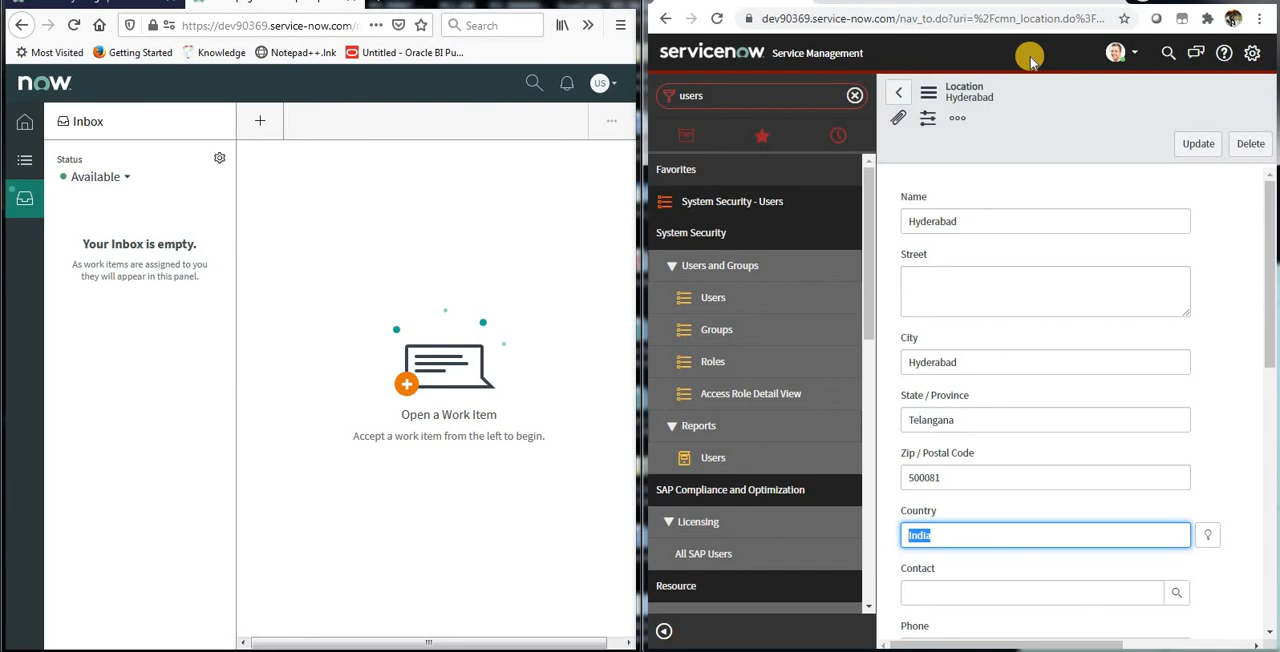 https://dev90369.service-now.com/
Search
Most Visited
Getting Started
Knowledge
Notepad++.lnk
Untitled - Oracle BI Pu...
now.
US
Inbox
Status
Available
Your Inbox is empty.
As work items are assigned to you
they will appear in this panel.
Open a Work Item
Accept a work item from the left to begin.
dev90369.service-now.com/nav_to.do?uri=%2Fcmn_location.do%3F...
servicenow
Service Management
users
Favorites
System Security - Users
System Security
Users and Groups
Users
Groups
Roles
Access Role Detail View
Reports
Users
SAP Compliance and Optimization
Licensing
All SAP Users
Resource
Location
Hyderabad
Update
Delete
Name
Hyderabad
Street
City
Hyderabad
State / Province
Telangana
Zip / Postal Code
500081
Country
India
Contact
Phone